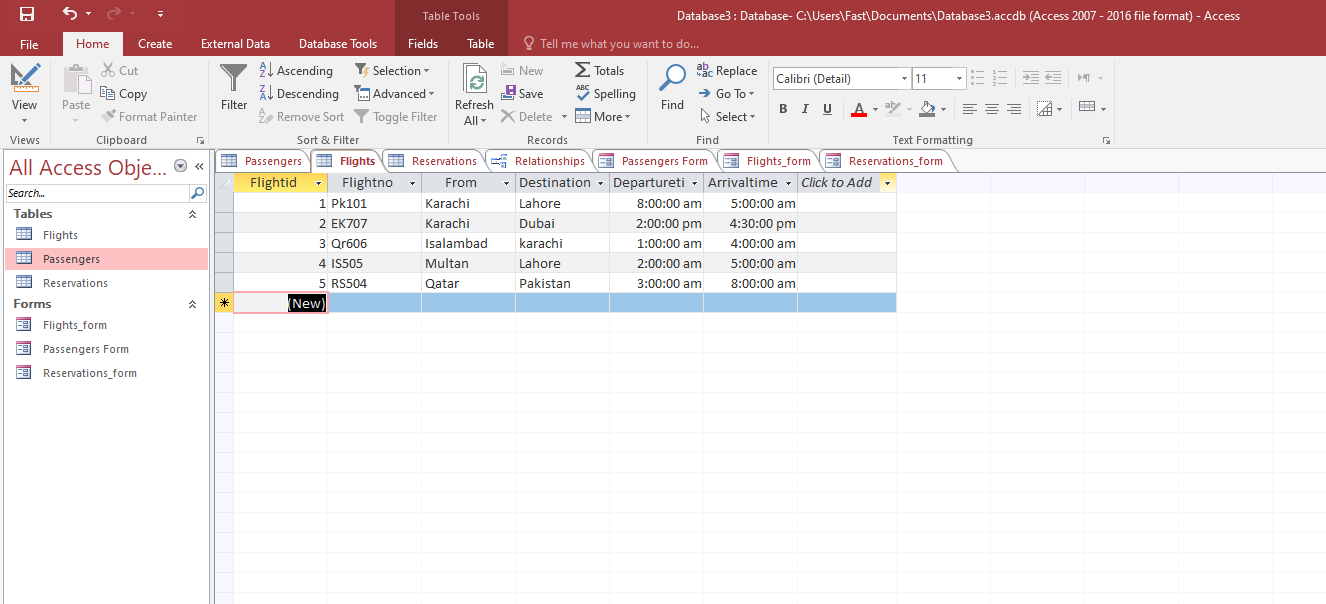 Table Tools
Database3 : Database- C:\Users\Fast\Documents\Database3.accdb (Access 2007 - 2016 file format) - Access
File Home Create External Data Database Tools Fields Table Tell me what you want to do...
View
Views
Paste
Cut
Copy
Format Painter
Clipboard
Filter
Ascending
Descending
Remove Sort
Selection
Advanced
Toggle Filter
Sort & Filter
Refresh
All
New
Save
Delete
Totals
Spelling
More
Records
Find
Replace
Go To
Select
Find
Calibri (Detail) 11
B I U A
Text Formatting
All Access Obje... «
Search...
Tables
Flights
Passengers
Reservations
Forms
Flights_form
Passengers Form
Reservations_form
Passengers Flights Reservations Relationships Passengers Form Flights_form Reservations_form
Flightid Flightno From Destination Departureti Arrivaltime Click to Add
1 Pk101 Karachi Lahore 8:00:00 am 5:00:00 am
2 EK707 Karachi Dubai 2:00:00 pm 4:30:00 pm
3 Qr606 Isalambad karachi 1:00:00 am 4:00:00 am
4 IS505 Multan Lahore 2:00:00 am 5:00:00 am
5 RS504 Qatar Pakistan 3:00:00 am 8:00:00 am
* (New)